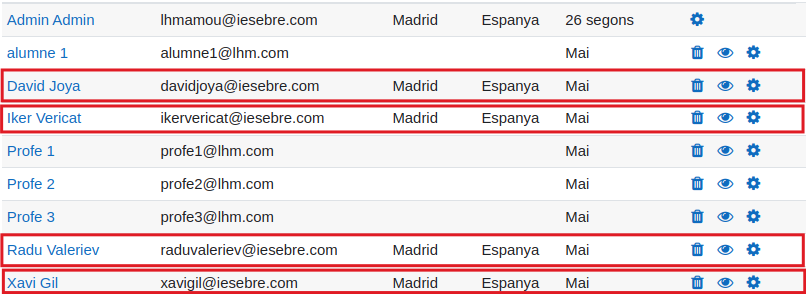 Admin Admin lhmamou@iesebre.com Madrid Espanya 26 segons
alumne 1 alumne1@lhm.com Mai
David Joya davidjoya@iesebre.com Madrid Espanya Mai
Iker Vericat ikervericat@iesebre.com Madrid Espanya Mai
Profe 1 profe1@lhm.com Mai
Profe 2 profe2@lhm.com Mai
Profe 3 profe3@lhm.com Mai
Radu Valeriev raduvaleriev@iesebre.com Madrid Espanya Mai
Xavi Gil xavigil@iesebre.com Madrid Espanya Mai